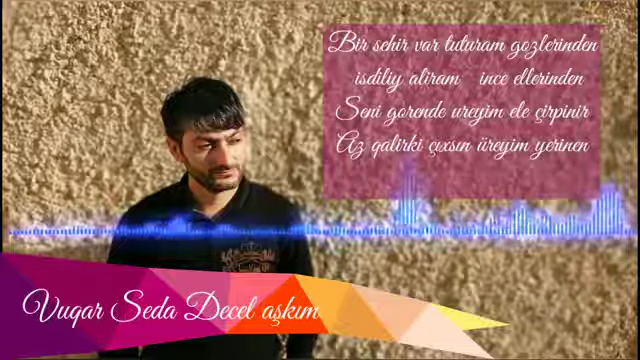 Bir sehir var tuturam gozlerinden
isdiliy aliram ince ellerinden
Seni gorende ureyim ele çirpinir
Az qalirki çıxsın üreyim yerinen
Vuqar Seda Decel aşkım